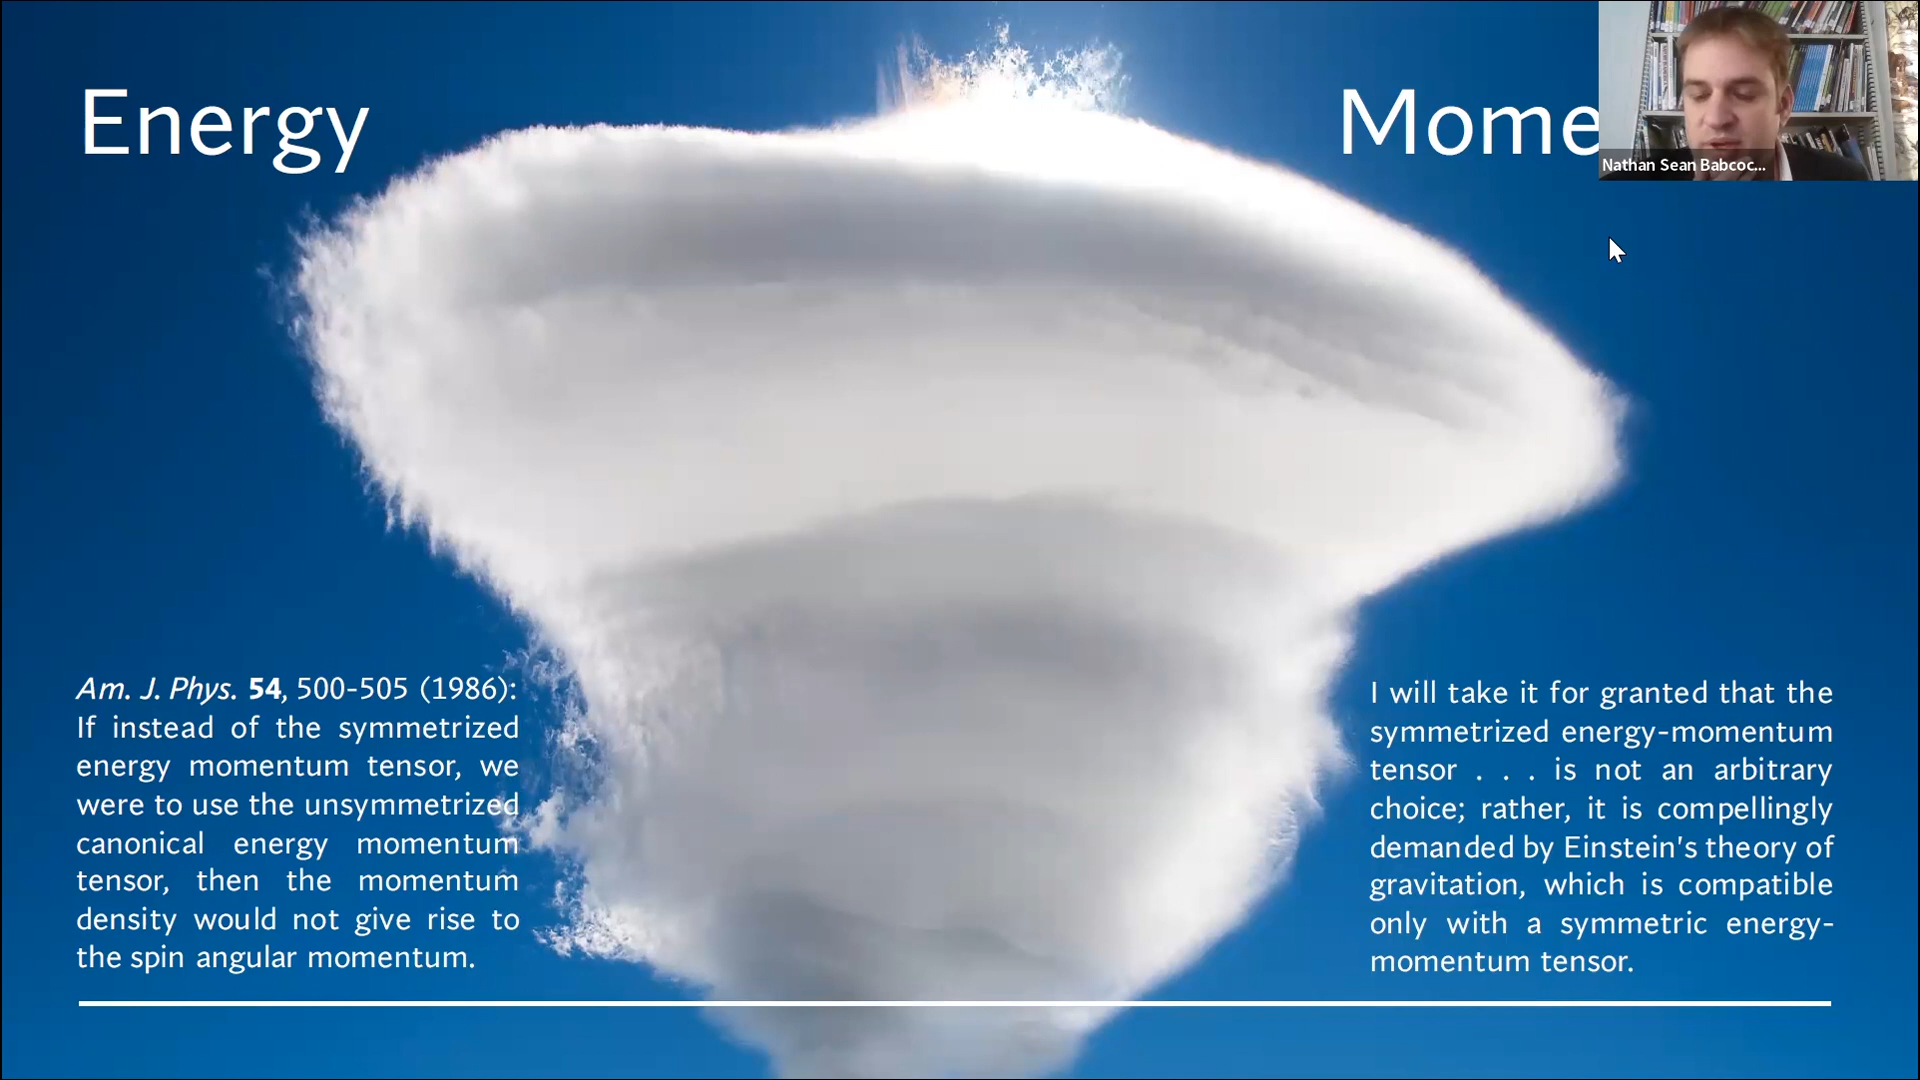 Energy
Mome
Nathan Sean Babcoc...
Am. J. Phys. 54, 500-505 (1986):
If instead of the symmetrized
energy momentum tensor, we
were to use the unsymmetrized
canonical energy momentum
tensor, then the momentum
density would not give rise to
the spin angular momentum.
I will take it for granted that the
symmetrized energy-momentum
tensor . . . is not an arbitrary
choice; rather, it is compellingly
demanded by Einstein's theory of
gravitation, which is compatible
only with a symmetric energy-
momentum tensor.